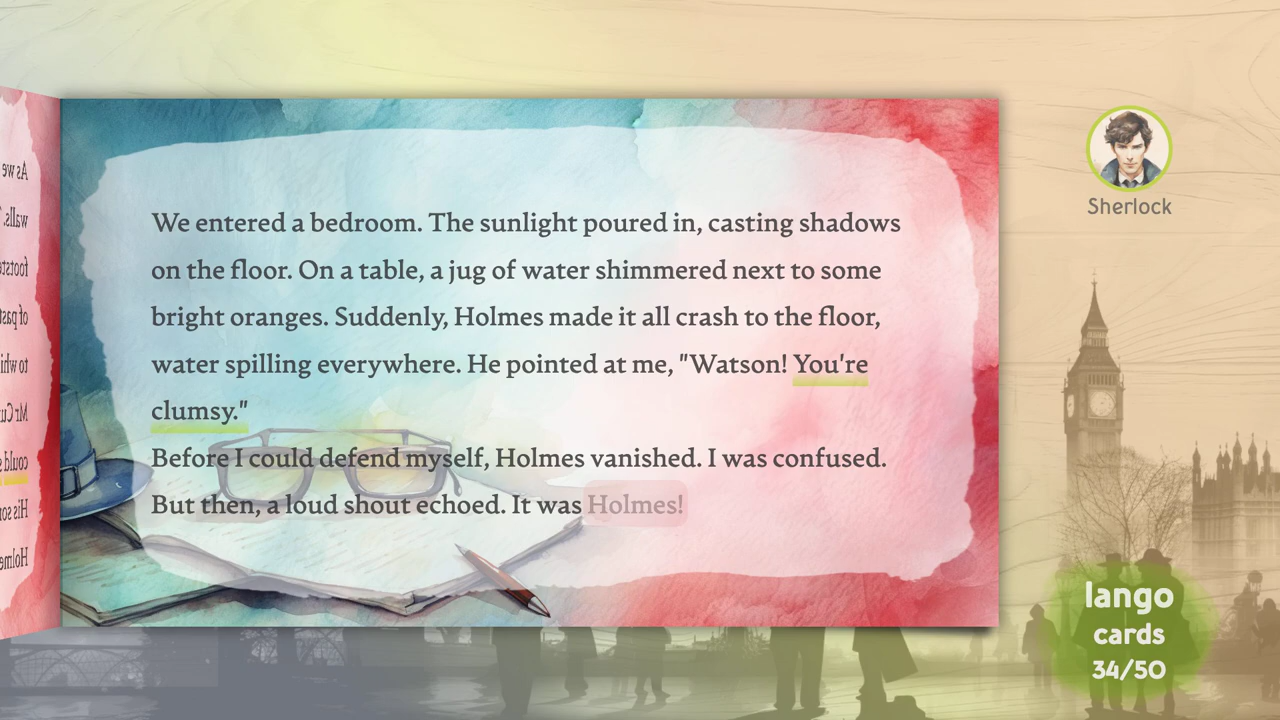 We entered a bedroom. The sunlight poured in, casting shadows
on the floor. On a table, a jug of water shimmered next to some
bright oranges. Suddenly, Holmes made it all crash to the floor,
water spilling everywhere. He pointed at me, "Watson! You're
clumsy."
Before I could defend myself, Holmes vanished. I was confused.
But then, a loud shout echoed. It was Holmes!
Sherlock
lango
cards
34/50